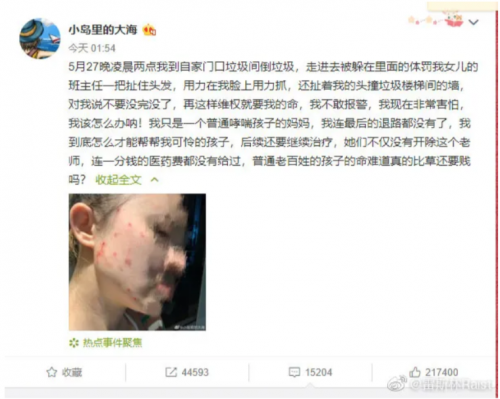 小岛里的大海
今天 01:54
5月27晚凌晨两点我到自家门口垃圾间倒垃圾，走进去被躲在里面的体罚我女儿的
班主任一把扯住头发，用力在我脸上用力抓，还扯着我的头撞垃圾楼梯间的墙，
对我说不要没完没了，再这样维权就要我的命，我不敢报警，我现在非常害怕，
我该怎么办呐！我只是一个普通哮喘孩子的妈妈，我连最后的退路都没有了，我
到底怎么才能帮帮我可怜的孩子，后续还要继续治疗，她们不仅没有开除这个老
师，连一分钱的医药费都没有给过，普通老百姓的孩子的命难道真的比草还要贱
吗？ 收起全文
热点事件聚焦
收藏 44593 15204 217400